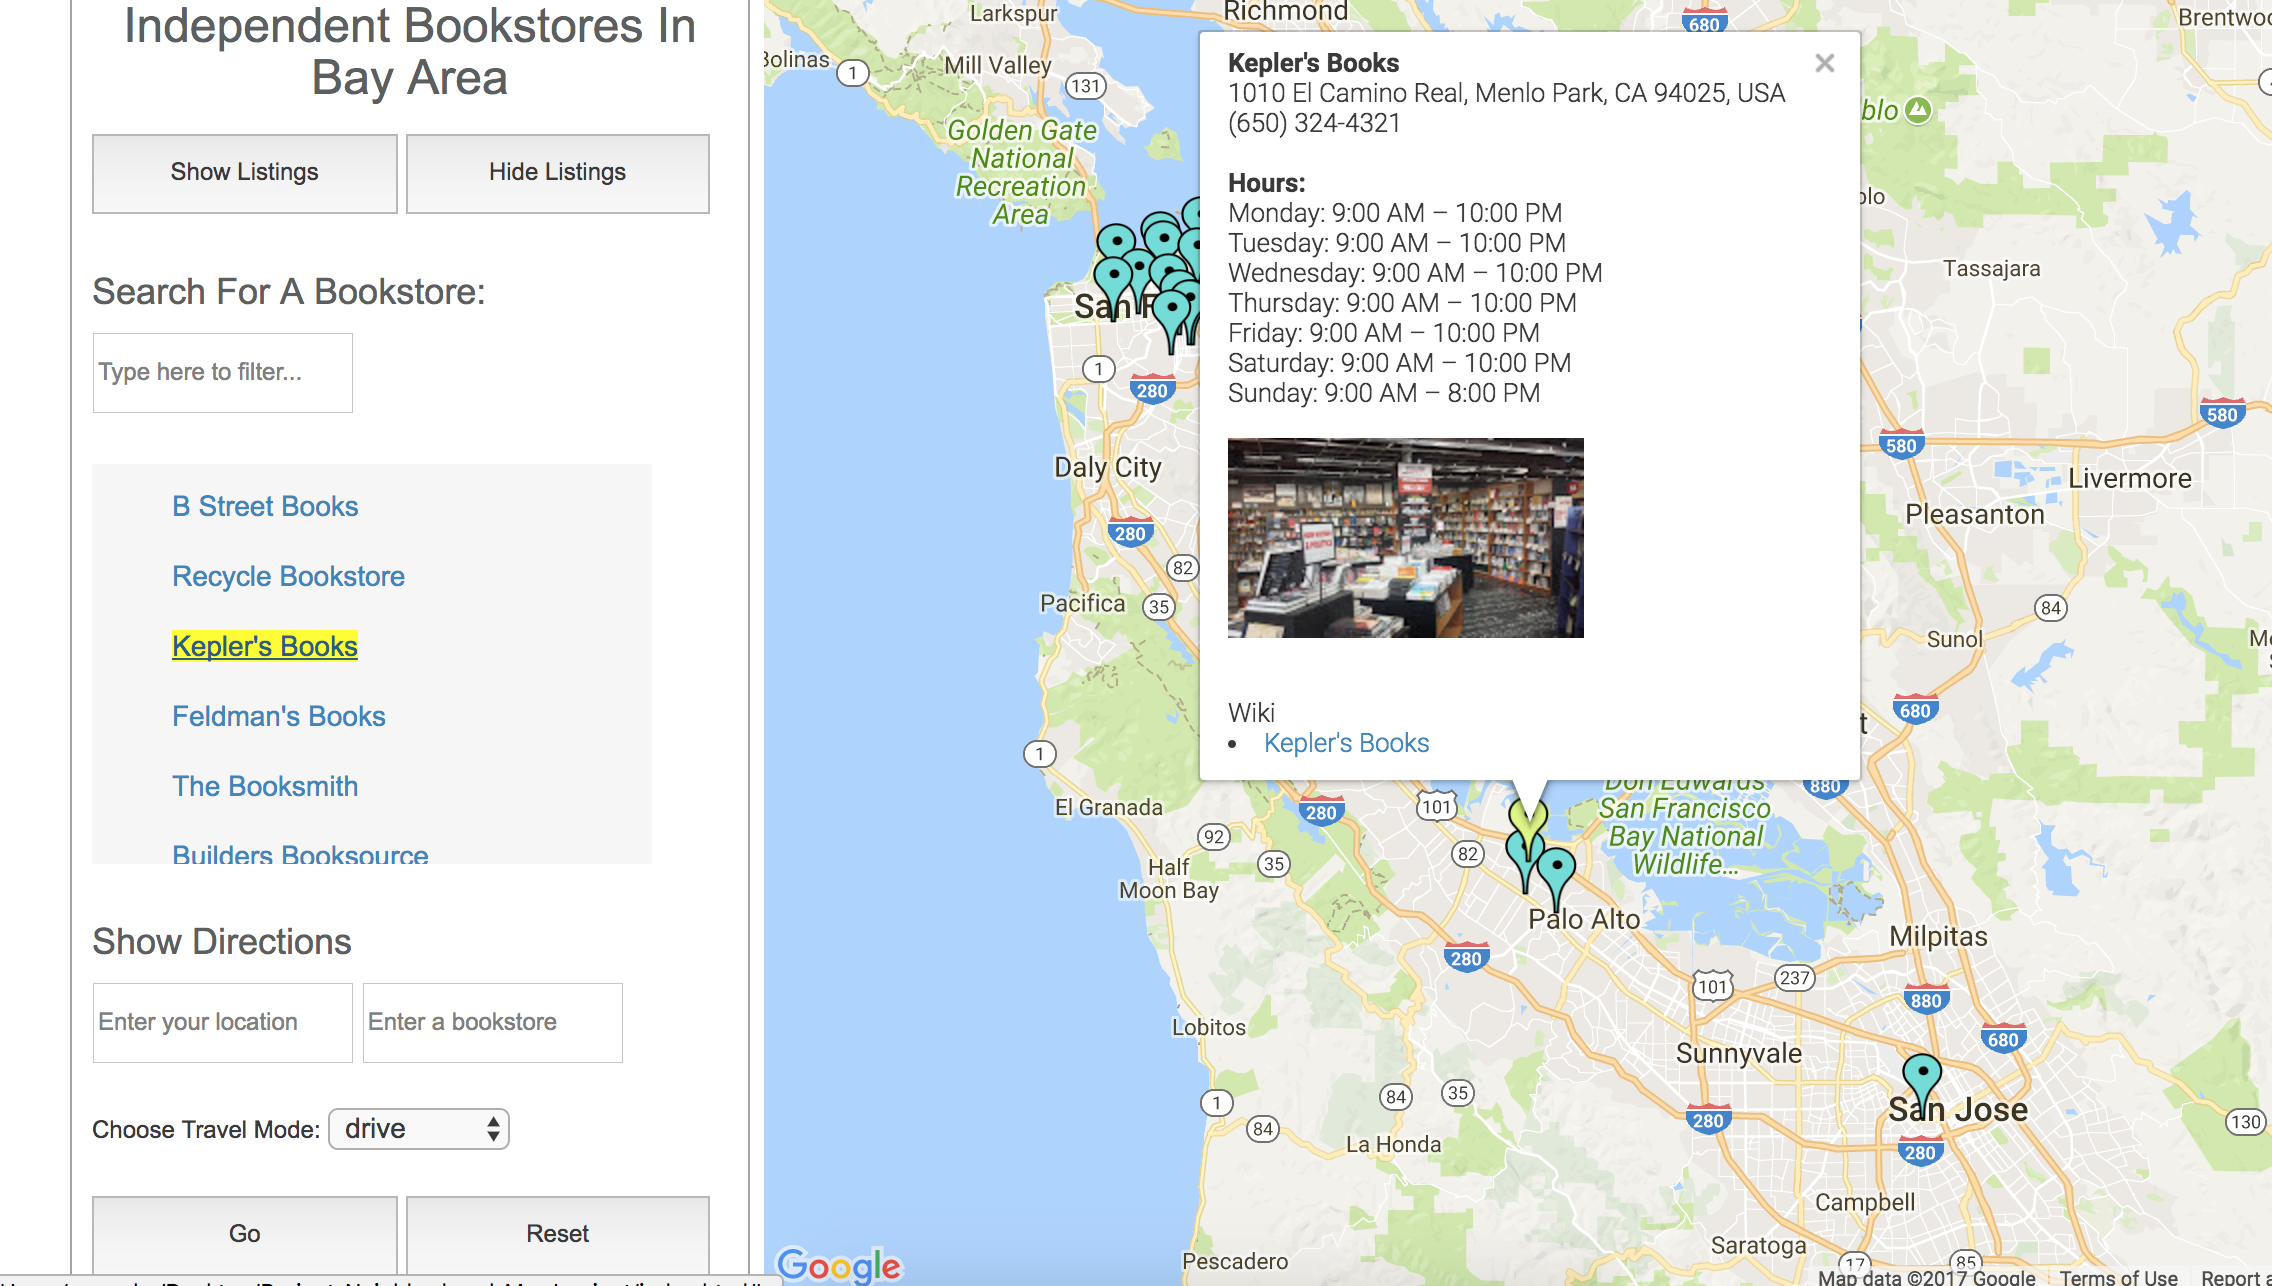 Independent Bookstores In
Bay Area
Show Listings
Hide Listings
Search For A Bookstore:
Type here to filter...
B Street Books
Recycle Bookstore
Kepler's Books
Feldman's Books
The Booksmith
Builders Booksource
Show Directions
Enter your location
Enter a bookstore
Choose Travel Mode: drive
Go
Reset
Kepler's Books
1010 El Camino Real, Menlo Park, CA 94025, USA
(650) 324-4321
Hours:
Monday: 9:00 AM – 10:00 PM
Tuesday: 9:00 AM – 10:00 PM
Wednesday: 9:00 AM – 10:00 PM
Thursday: 9:00 AM – 10:00 PM
Friday: 9:00 AM – 10:00 PM
Saturday: 9:00 AM – 10:00 PM
Sunday: 9:00 AM – 8:00 PM
Wiki
• Kepler's Books
Larkspur
Richmond
680
Bolinas
1
Mill Valley
131
Golden Gate
National
Recreation
Area
blo
Tassajara
San F
1
280
580
580
Daly City
Livermore
Pleasanton
280
82
Pacifica
35
84
Sunol
680
1
El Granada
280
101
Don Edwards
San Francisco
Bay National
Wildlife...
880
92
35
82
Half
Moon Bay
Palo Alto
Milpitas
280
101
237
880
680
Lobitos
Sunnyvale
1
84
84
35
280
San Jose
280
130
La Honda
Campbell
Saratoga
17
85
Pescadero
Google
Map data ©2017 Google
Terms of Use
Report a